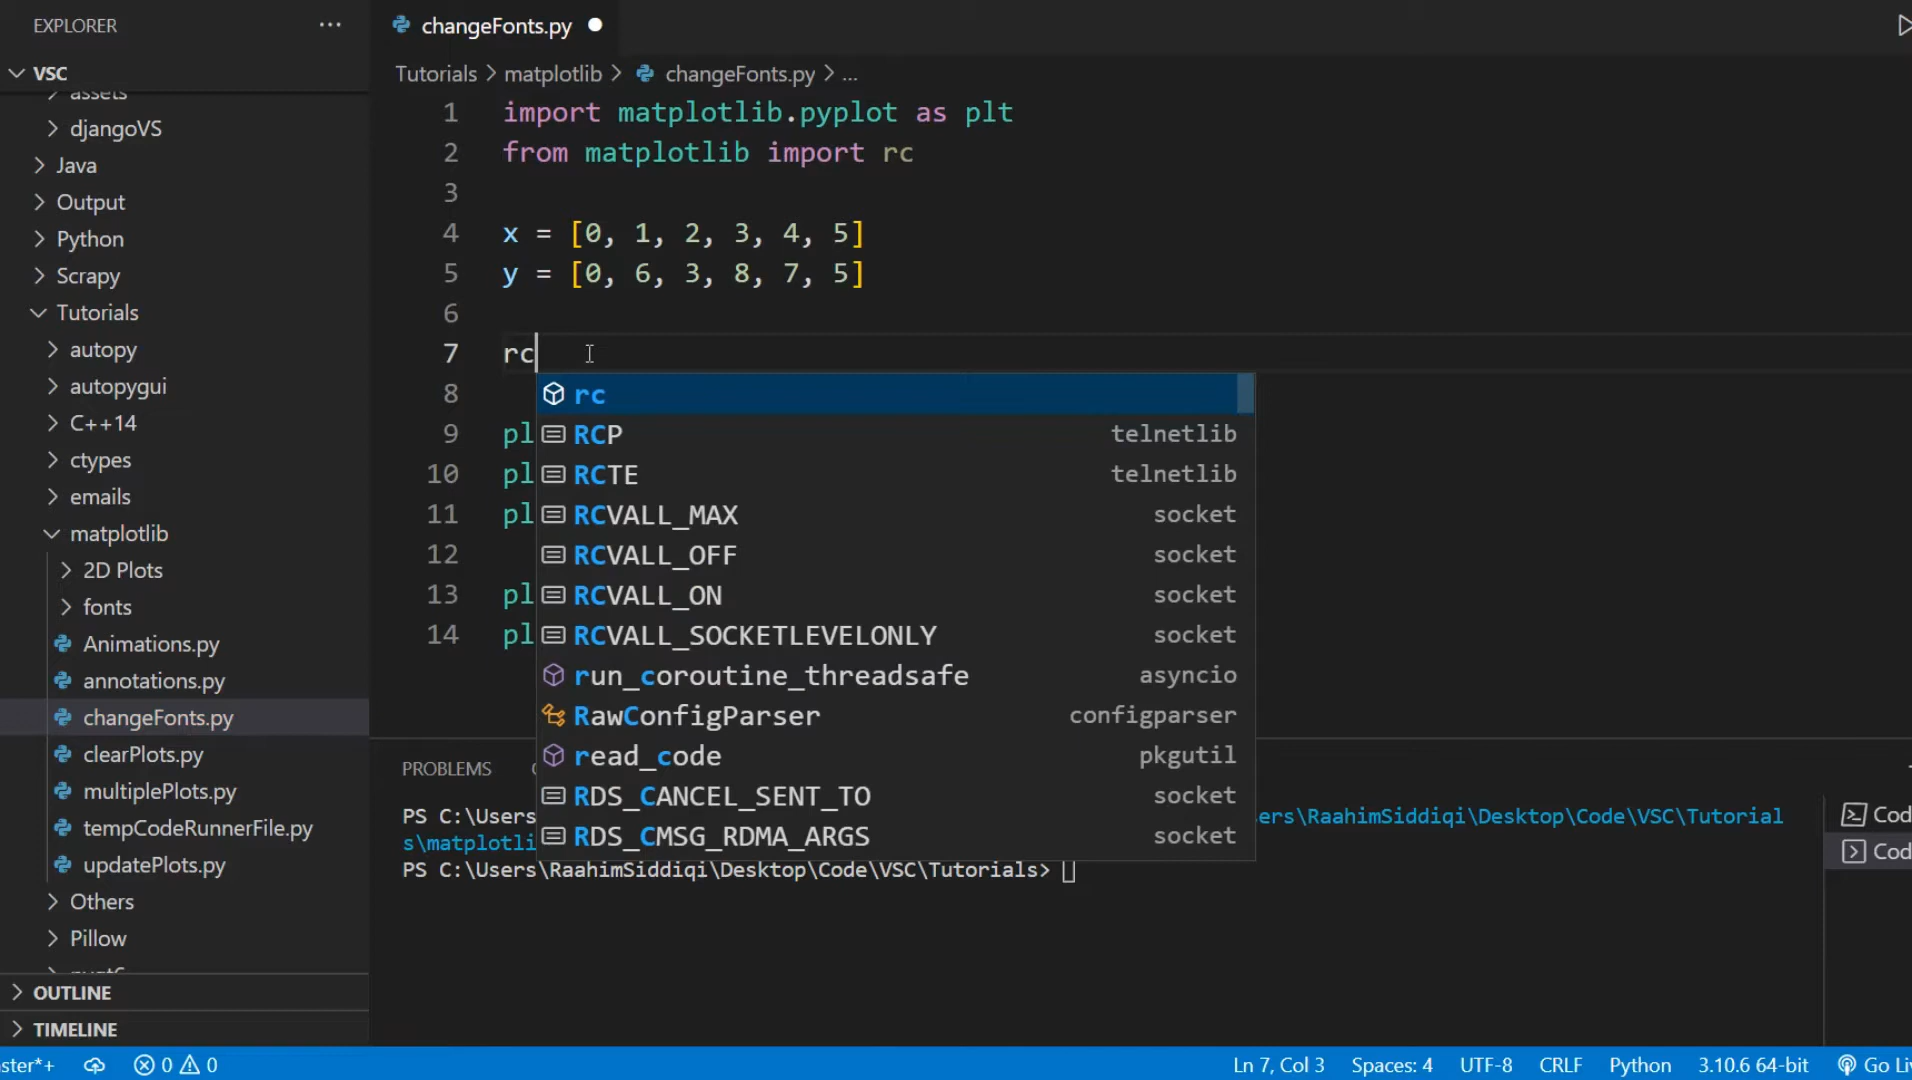 EXPLORER ...
VSC
assets
djangoVS
Java
Output
Python
Scrapy
Tutorials
autopy
autopygui
C++14
ctypes
emails
matplotlib
2D Plots
fonts
Animations.py
annotations.py
changeFonts.py
clearPlots.py
multiplePlots.py
tempCodeRunnerFile.py
updatePlots.py
Others
Pillow
OUTLINE
TIMELINE
changeFonts.py
Tutorials > matplotlib > changeFonts.py > ...
1 import matplotlib.pyplot as plt
2 from matplotlib import rc
3
4 x = [0, 1, 2, 3, 4, 5]
5 y = [0, 6, 3, 8, 7, 5]
6
7 rc
8
9 pl
10 pl
11 pl
12
13 pl
14 pl
rc
RCP telnetlib
RCTE telnetlib
RCVALL_MAX socket
RCVALL_OFF socket
RCVALL_ON socket
RCVALL_SOCKETLEVELONLY socket
run_coroutine_threadsafe asyncio
RawConfigParser configparser
read_code pkgutil
RDS_CANCEL_SENT_TO socket
RDS_CMSG_RDMA_ARGS socket
PROBLEMS
PS C:\Users ers\RaahimSiddiqi\Desktop\Code\VSC\Tutorial
s\matplotli
PS C:\Users\RaahimSiddiqi\Desktop\Code\VSC\Tutorials>
Cod
Cod
ster*+ 0 0 Ln 7, Col 3 Spaces: 4 UTF-8 CRLF Python 3.10.6 64-bit Go Li